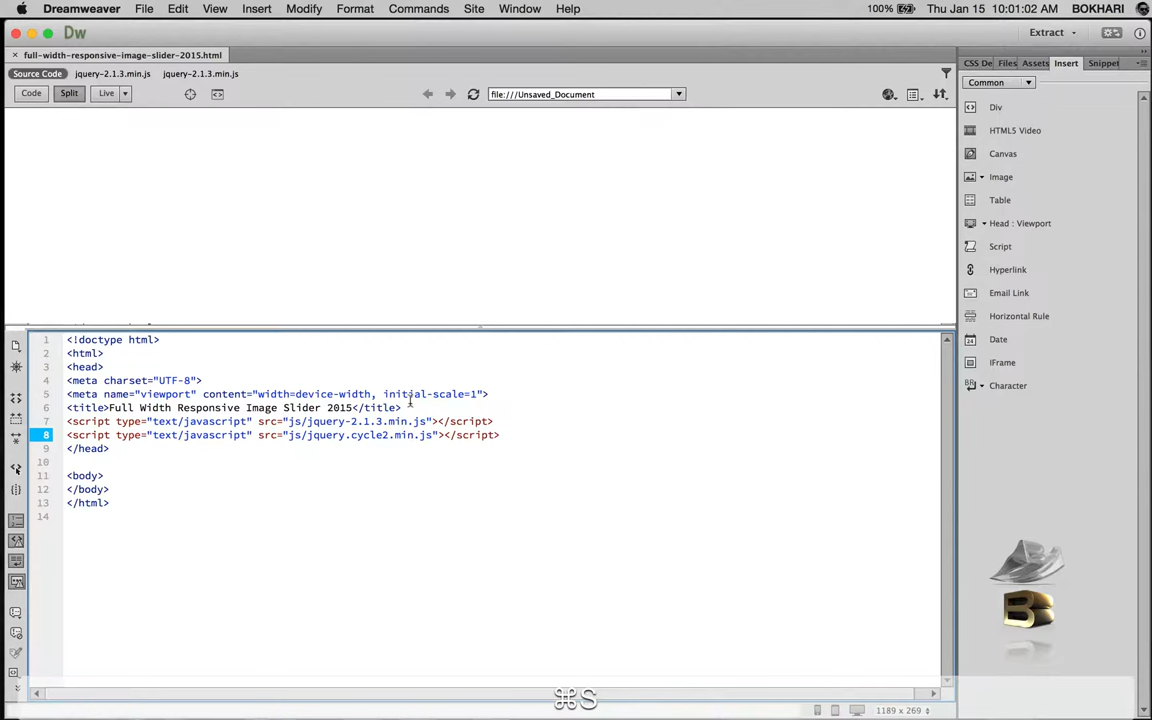 Dreamweaver File Edit View Insert Modify Format Commands Site Window Help 100% Thu Jan 15 10:01:02 AM BOKHARI
Dw Extract
full-width-responsive-image-slider-2015.html
CSS De Files Assets Insert Snippet
Source Code jquery-2.1.3.min.js jquery-2.1.3.min.js
Common
Code Split Live file:///Unsaved_Document
Div
HTML5 Video
Canvas
Image
Table
Head : Viewport
Script
Hyperlink
Email Link
Horizontal Rule
Date
IFrame
Character
1 <!doctype html>
2 <html>
3 <head>
4 <meta charset="UTF-8">
5 <meta name="viewport" content="width=device-width, initial-scale=1">
6 <title>Full Width Responsive Image Slider 2015</title>
7 <script type="text/javascript" src="js/jquery-2.1.3.min.js"></script>
8 <script type="text/javascript" src="js/jquery.cycle2.min.js"></script>
9 </head>
10
11 <body>
12 </body>
13 </html>
14
B
⌘S
1189 x 269